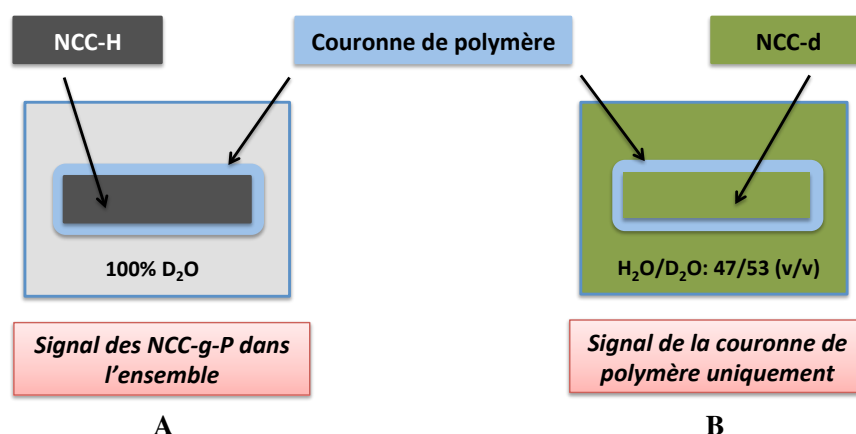 NCC-H
Couronne de polymère
NCC-d
100% D₂O
H₂O/D₂O: 47/53 (v/v)
Signal des NCC-g-P dans
l'ensemble
Signal de la couronne de
polymère uniquement
A
B